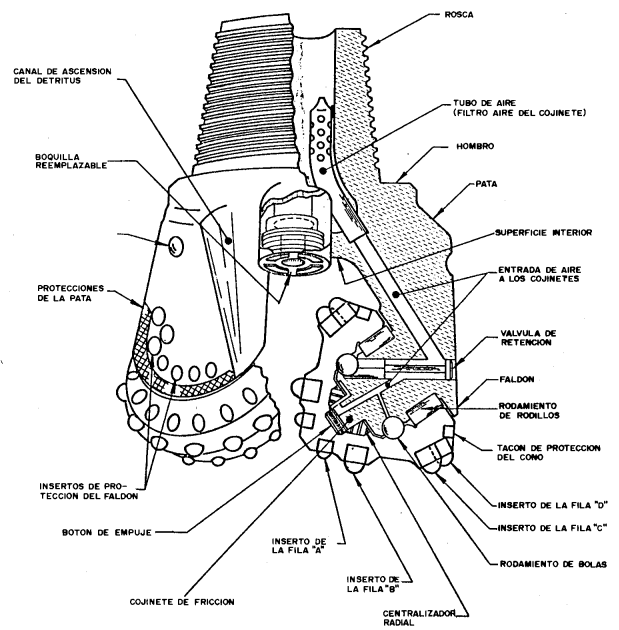 ROSCA
CANAL DE ASCENSION
DEL DETRITUS
TUBO DE AIRE
(FILTRO AIRE DEL COJINETE)
BOQUILLA
REEMPLAZABLE
HOMBRO
PATA
SUPERFICIE INTERIOR
ENTRADA DE AIRE
A LOS COJINETES
PROTECCIONES
DE LA PATA
VALVULA DE
RETENCION
FALDON
RODAMIENTO
DE RODILLOS
TACON DE PROTECCION
DEL CONO
INSERTOS DE PRO-
TECCION DEL FALDON
INSERTO DE LA FILA "D"
INSERTO DE LA FILA "C"
BOTON DE EMPUJE
INSERTO DE
LA FILA "A"
RODAMIENTO DE BOLAS
INSERTO DE
LA FILA "B"
COJINETE DE FRICCION
CENTRALIZADOR
RADIAL